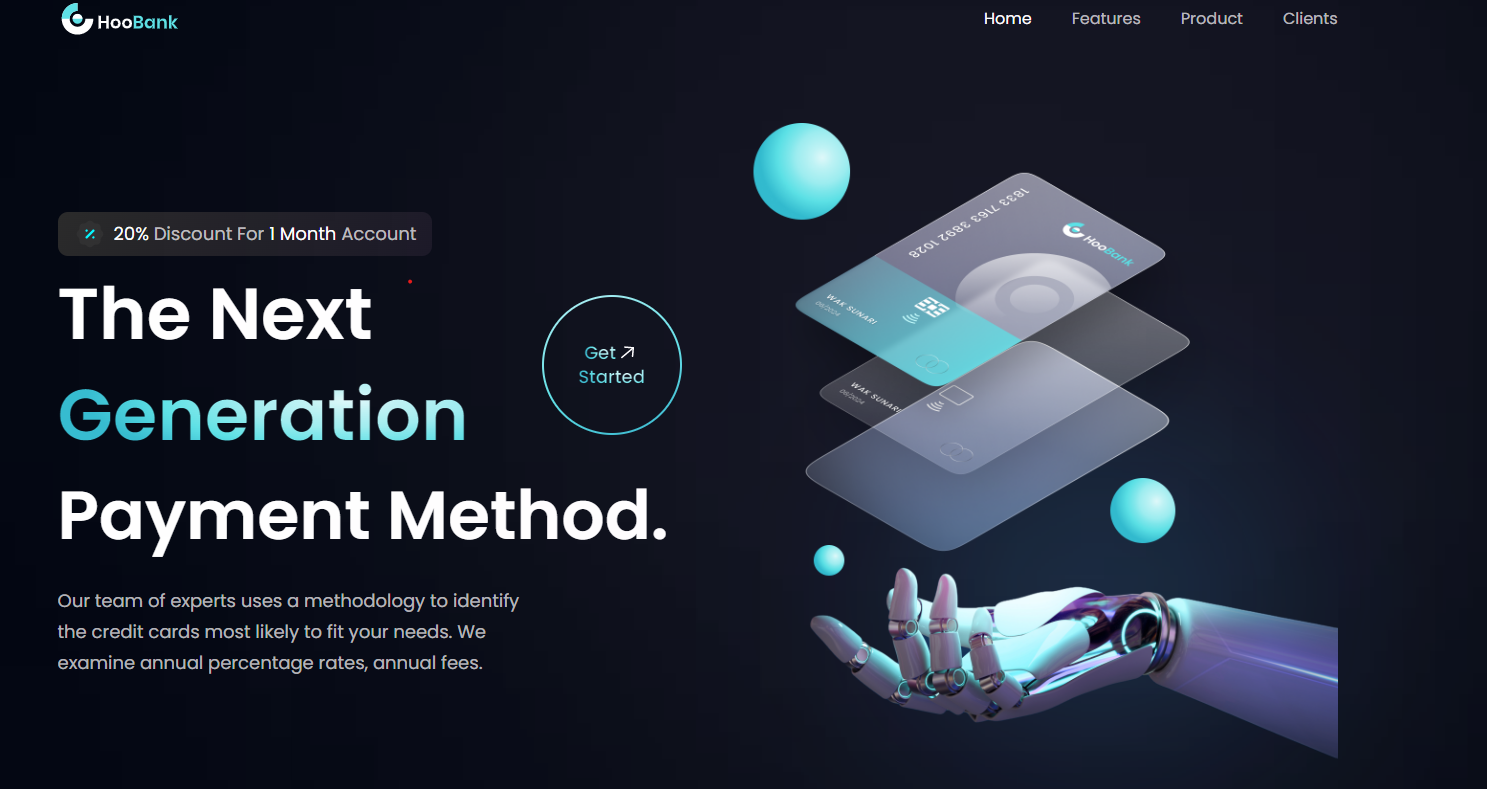 HooBank
Home Features Product Clients
20% Discount For 1 Month Account
The Next
Generation
Payment Method.
Get
Started
Our team of experts uses a methodology to identify
the credit cards most likely to fit your needs. We
examine annual percentage rates, annual fees.
1833 7163 3892 1028
HooBank
WAK SUNARI
06/2024
WAK SUNARI
06/2024